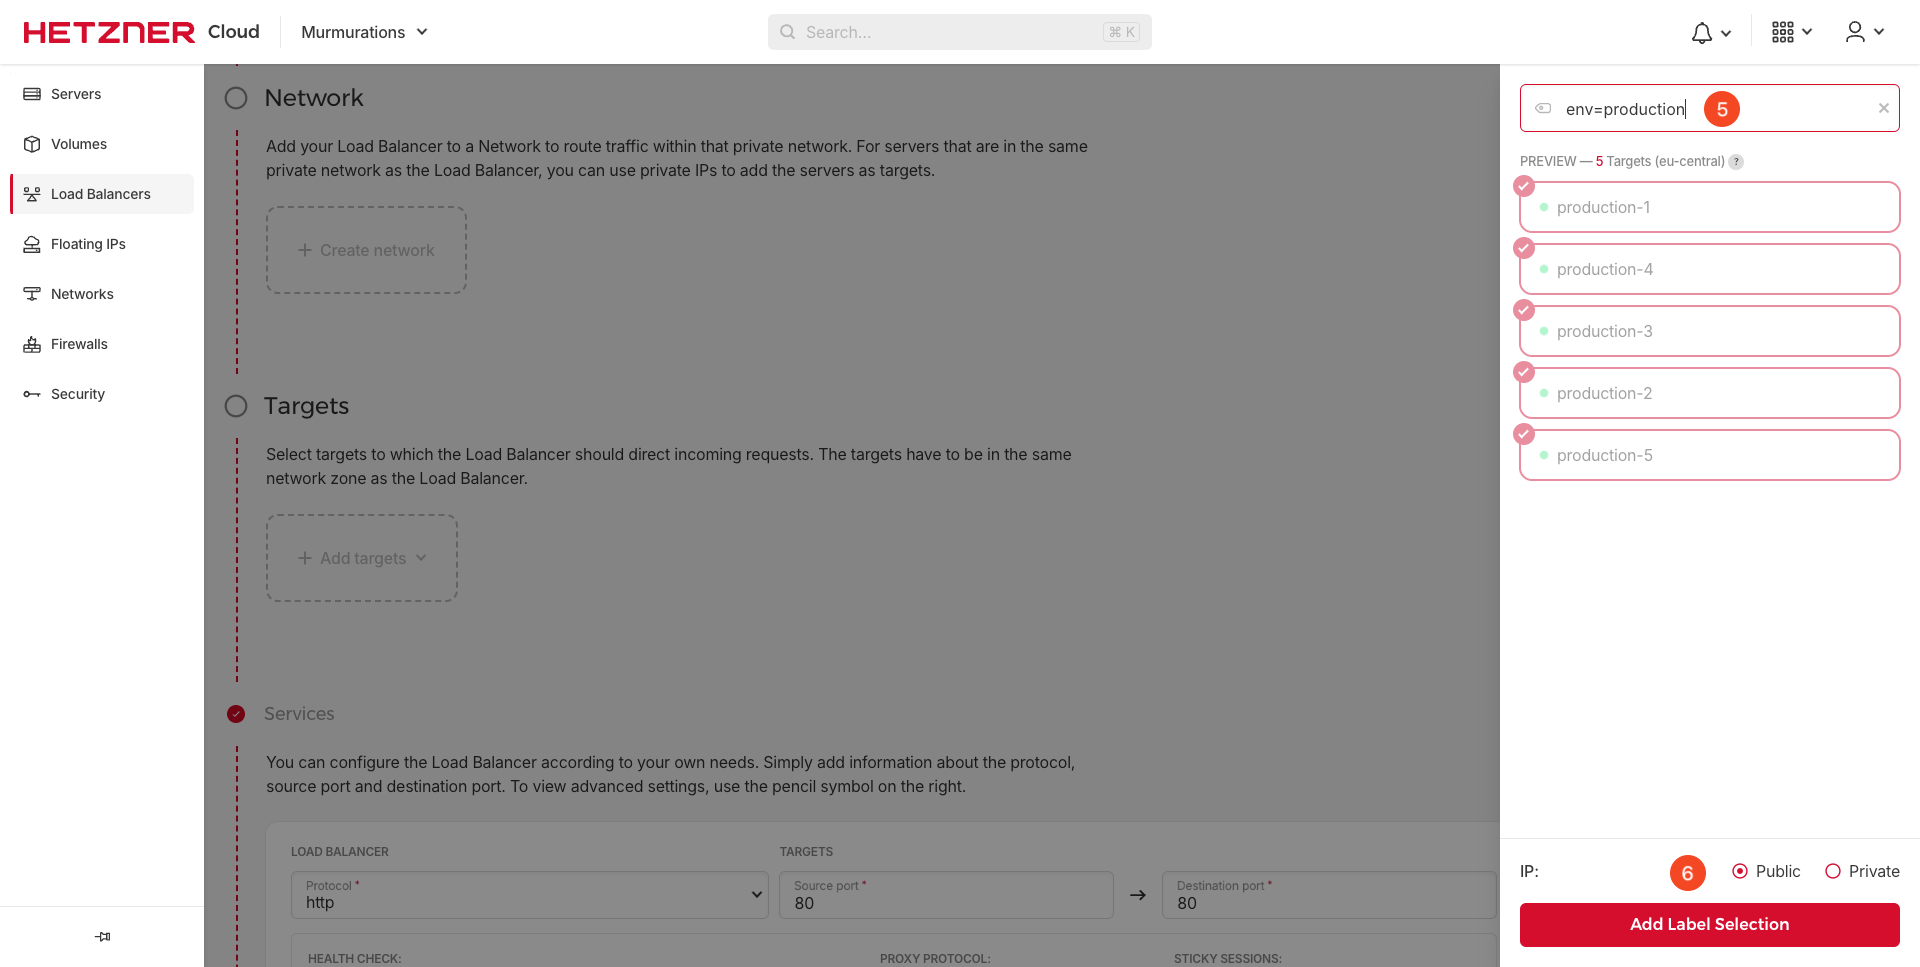 HETZNER Cloud
Murmurations
Search...
⌘ K
Servers
Volumes
Load Balancers
Floating IPs
Networks
Firewalls
Security
Network
Add your Load Balancer to a Network to route traffic within that private network. For servers that are in the same
private network as the Load Balancer, you can use private IPs to add the servers as targets.
+ Create network
Targets
Select targets to which the Load Balancer should direct incoming requests. The targets have to be in the same
network zone as the Load Balancer.
+ Add targets
Services
You can configure the Load Balancer according to your own needs. Simply add information about the protocol,
source port and destination port. To view advanced settings, use the pencil symbol on the right.
LOAD BALANCER
TARGETS
Protocol *
http
Source port *
80
→
Destination port *
80
HEALTH CHECK:
PROXY PROTOCOL:
STICKY SESSIONS:
env=production
5
PREVIEW — 5 Targets (eu-central) ?
production-1
production-4
production-3
production-2
production-5
IP:
6
Public
Private
Add Label Selection